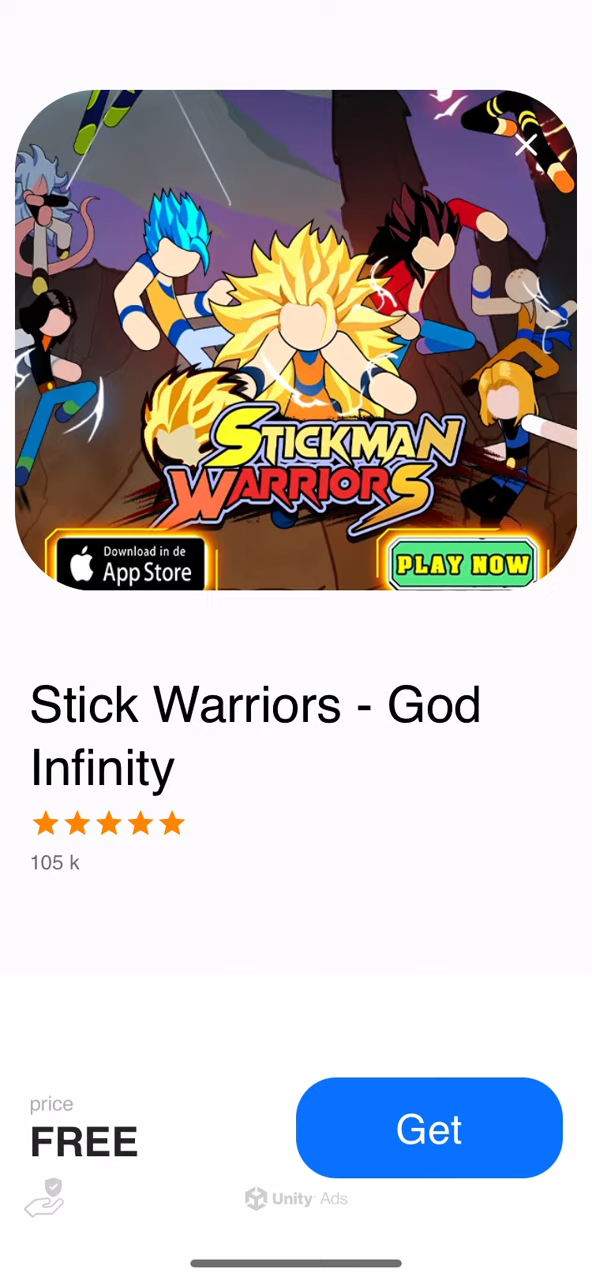 STICKMAN
WARRIORS
Download in de
App Store
PLAY NOW
Stick Warriors - God
Infinity
105 k
price
FREE
Get
Unity Ads